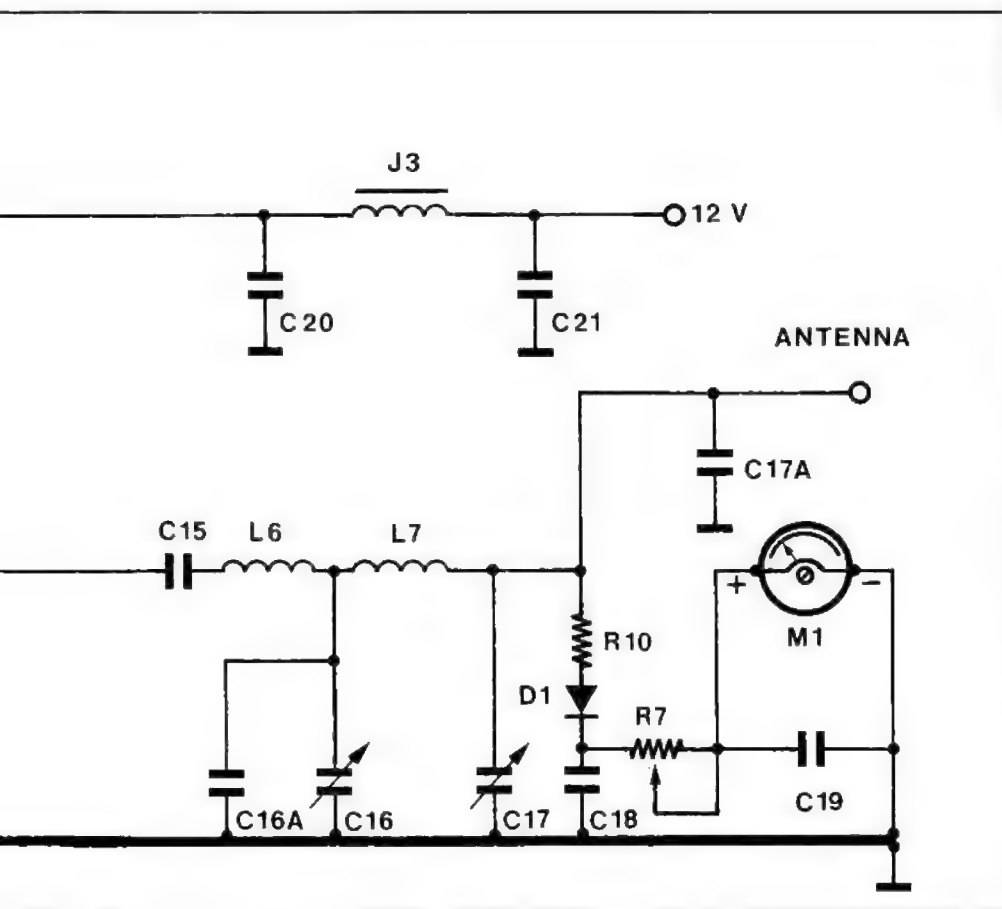 J3
12 V
C20
C21
ANTENNA
C17A
C15
L6
L7
+
−
M1
R10
D1
R7
C16A
C16
C17
C18
C19